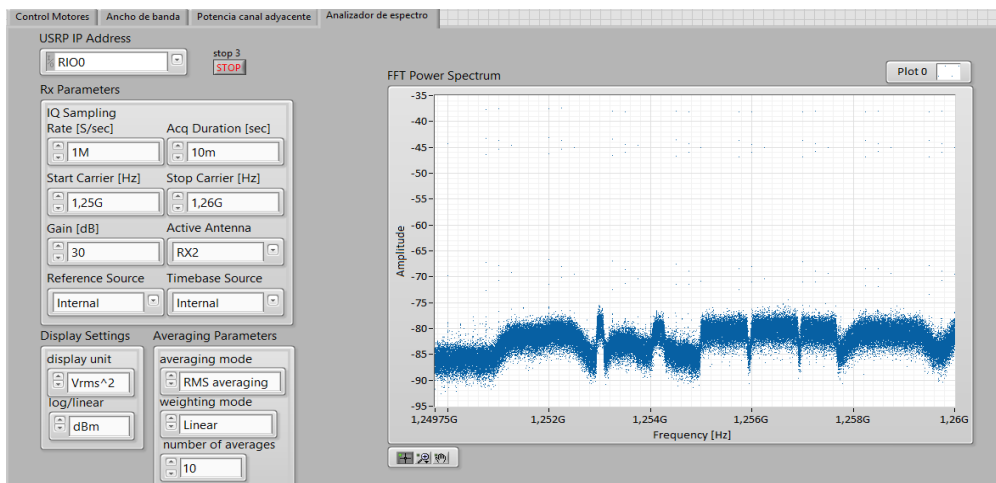 Control Motores
Ancho de banda
Potencia canal adyacente
Analizador de espectro
USRP IP Address
RIO0
stop 3
STOP
Rx Parameters
IQ Sampling
Rate [S/sec]
Acq Duration [sec]
1M
10m
Start Carrier [Hz]
Stop Carrier [Hz]
1,25G
1,26G
Gain [dB]
Active Antenna
30
RX2
Reference Source
Timebase Source
Internal
Internal
Display Settings
Averaging Parameters
display unit
averaging mode
Vrms^2
RMS averaging
log/linear
weighting mode
dBm
Linear
number of averages
10
FFT Power Spectrum
Plot 0
Amplitude
-35
-40
-45
-50
-55
-60
-65
-70
-75
-80
-85
-90
-95
1,24975G
1,252G
1,254G
1,256G
1,258G
1,26G
Frequency [Hz]